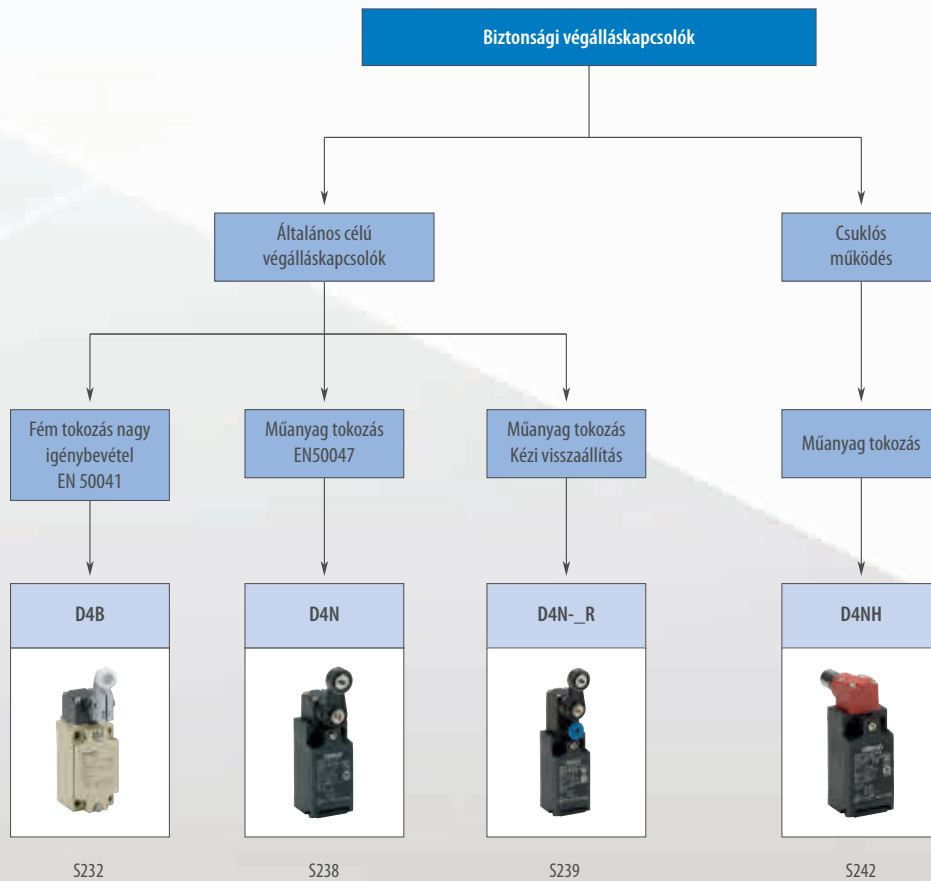 Biztonsági végálláskapcsolók
Általános célú
végálláskapcsolók
Csuklós
működés
Fém tokozás nagy
igénybevétel
EN 50041
Műanyag tokozás
EN50047
Műanyag tokozás
Kézi visszaállítás
Műanyag tokozás
D4B
D4N
D4N-_R
D4NH
S232
S238
S239
S242